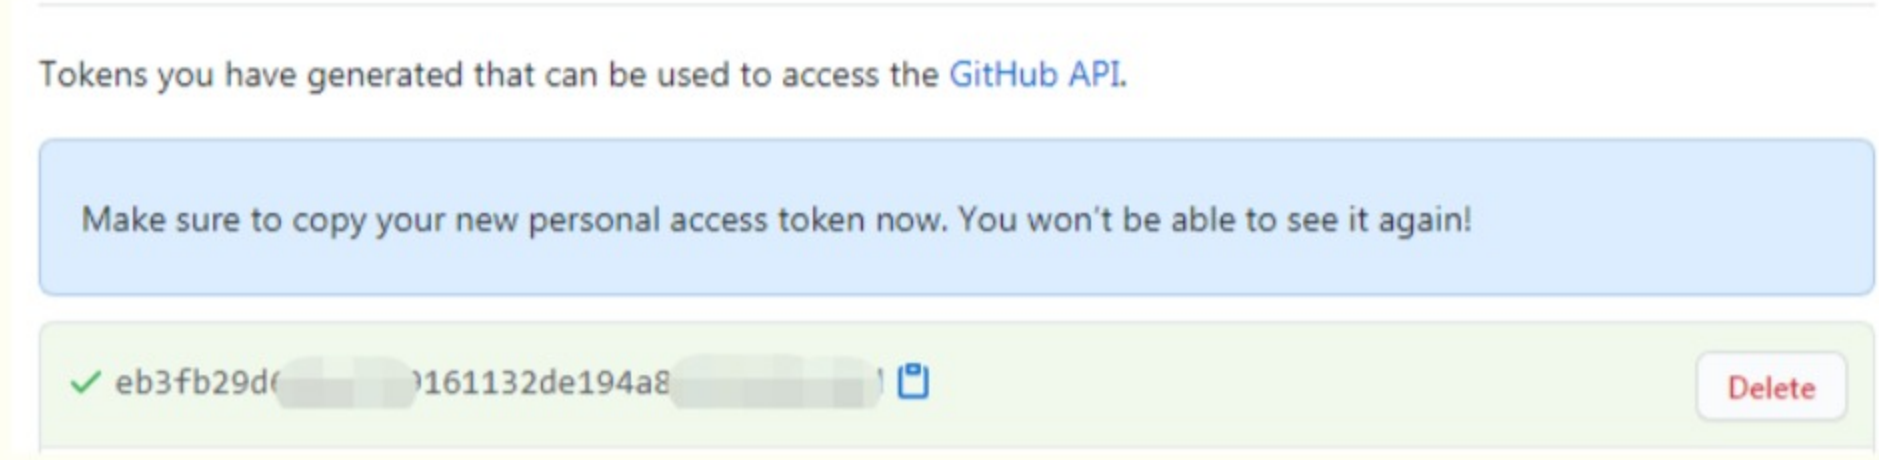 Tokens you have generated that can be used to access the GitHub API.
Make sure to copy your new personal access token now. You won't be able to see it again!
eb3fb29d 161132de194a8
Delete